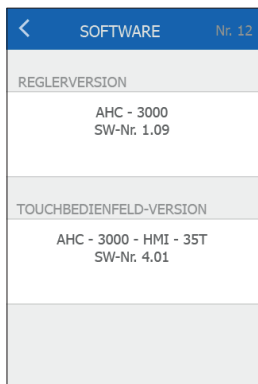 SOFTWARE Nr. 12
REGLERVERSION
AHC - 3000
SW-Nr. 1.09
TOUCHBEDIENFELD-VERSION
AHC - 3000 - HMI - 35T
SW-Nr. 4.01